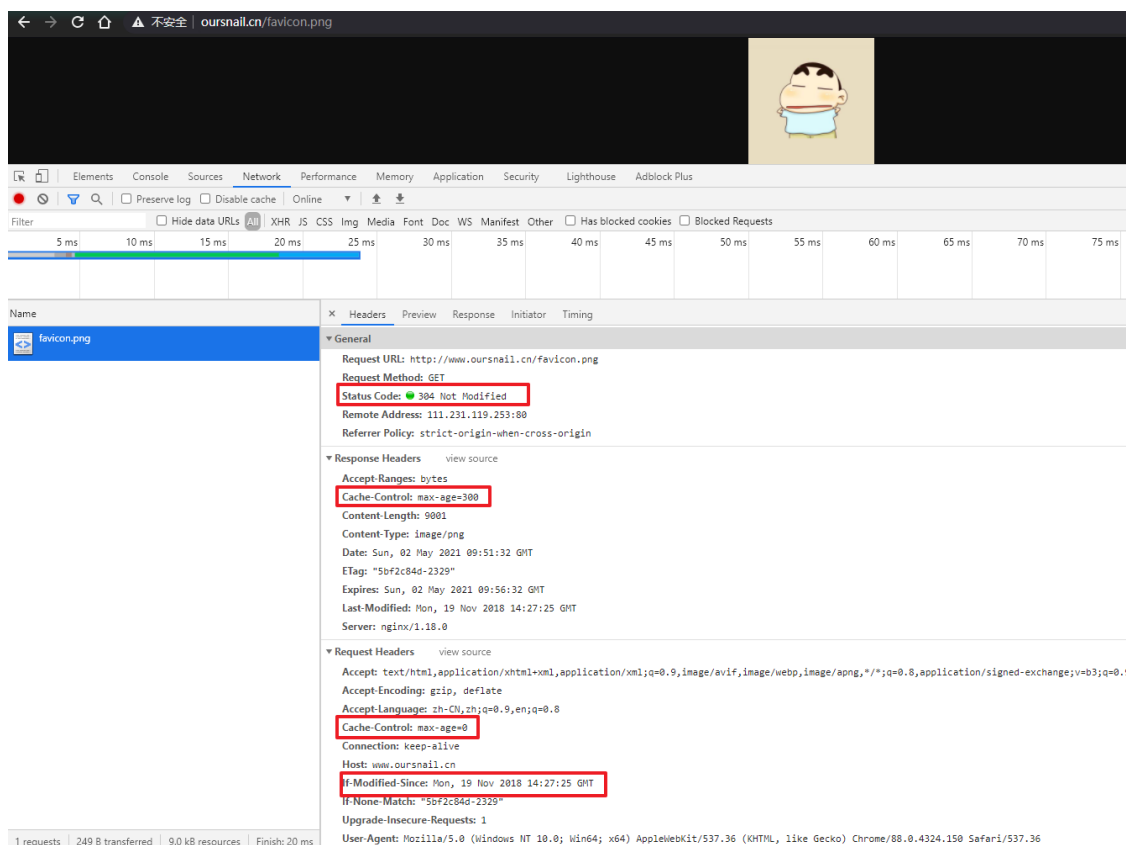 不安全 oursnail.cn/favicon.png
Elements Console Sources Network Performance Memory Application Security Lighthouse Adblock Plus
Preserve log Disable cache Online
Filter Hide data URLs All XHR JS CSS Img Media Font Doc WS Manifest Other Has blocked cookies Blocked Requests
5 ms 10 ms 15 ms 20 ms 25 ms 30 ms 35 ms 40 ms 45 ms 50 ms 55 ms 60 ms 65 ms 70 ms 75 ms
Name
× Headers Preview Response Initiator Timing
favicon.png
General
Request URL: http://www.oursnail.cn/favicon.png
Request Method: GET
Status Code: 304 Not Modified
Remote Address: 111.231.119.253:80
Referrer Policy: strict-origin-when-cross-origin
Response Headers view source
Accept-Ranges: bytes
Cache-Control: max-age=300
Content-Length: 9001
Content-Type: image/png
Date: Sun, 02 May 2021 09:51:32 GMT
ETag: "5bf2c84d-2329"
Expires: Sun, 02 May 2021 09:56:32 GMT
Last-Modified: Mon, 19 Nov 2018 14:27:25 GMT
Server: nginx/1.18.0
Request Headers view source
Accept: text/html,application/xhtml+xml,application/xml;q=0.9,image/avif,image/webp,image/apng,*/*;q=0.8,application/signed-exchange;v=b3;q=0.9
Accept-Encoding: gzip, deflate
Accept-Language: zh-CN,zh;q=0.9,en;q=0.8
Cache-Control: max-age=0
Connection: keep-alive
Host: www.oursnail.cn
If-Modified-Since: Mon, 19 Nov 2018 14:27:25 GMT
If-None-Match: "5bf2c84d-2329"
Upgrade-Insecure-Requests: 1
User-Agent: Mozilla/5.0 (Windows NT 10.0; Win64; x64) AppleWebKit/537.36 (KHTML, like Gecko) Chrome/88.0.4324.150 Safari/537.36
1 requests 249 B transferred 9.0 kB resources Finish: 20 ms